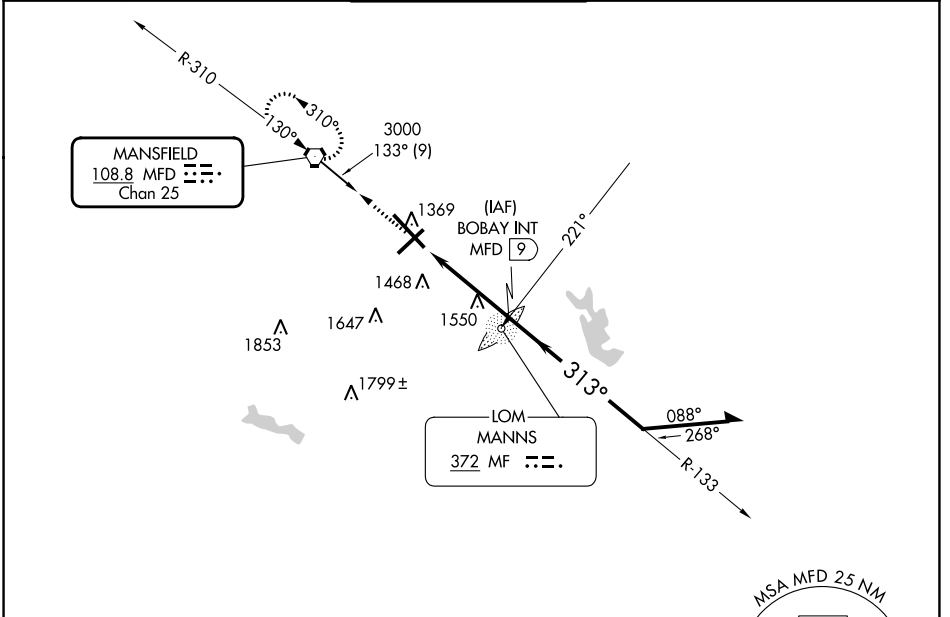 R-310
310°
130°
3000
133° (9)
MANSFIELD
108.8 MFD
Chan 25
1369
(IAF)
BOBAY INT
MFD 9
221°
1468
1550
1647
1853
1799±
313°
LOM
MANNS
372 MF
088°
268°
R-133
MSA MFD 25 NM